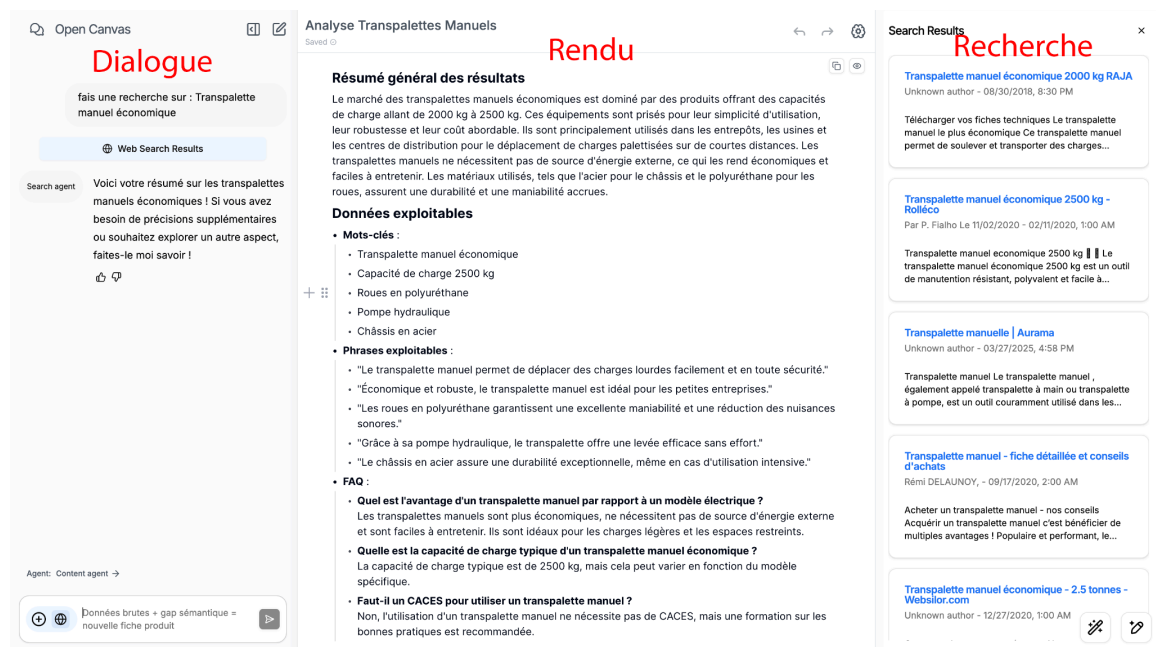 Open Canvas
Dialogue
fais une recherche sur : Transpalette
manuel économique
Web Search Results
Search agent
Voici votre résumé sur les transpalettes
manuels économiques ! Si vous avez
besoin de précisions supplémentaires
ou souhaitez explorer un autre aspect,
faites-le moi savoir !
Agent: Content agent →
Données brutes + gap sémantique =
nouvelle fiche produit
Analyse Transpalettes Manuels
Saved
Rendu
Résumé général des résultats
Le marché des transpalettes manuels économiques est dominé par des produits offrant des capacités
de charge allant de 2000 kg à 2500 kg. Ces équipements sont prisés pour leur simplicité d'utilisation,
leur robustesse et leur coût abordable. Ils sont principalement utilisés dans les entrepôts, les usines et
les centres de distribution pour le déplacement de charges palettisées sur de courtes distances. Les
transpalettes manuels ne nécessitent pas de source d'énergie externe, ce qui les rend économiques et
faciles à entretenir. Les matériaux utilisés, tels que l'acier pour le châssis et le polyuréthane pour les
roues, assurent une durabilité et une maniabilité accrues.
Données exploitables
• Mots-clés :
• Transpalette manuel économique
• Capacité de charge 2500 kg
• Roues en polyuréthane
• Pompe hydraulique
• Châssis en acier
• Phrases exploitables :
• "Le transpalette manuel permet de déplacer des charges lourdes facilement et en toute sécurité."
• "Économique et robuste, le transpalette manuel est idéal pour les petites entreprises."
• "Les roues en polyuréthane garantissent une excellente maniabilité et une réduction des nuisances
sonores."
• "Grâce à sa pompe hydraulique, le transpalette offre une levée efficace sans effort."
• "Le châssis en acier assure une durabilité exceptionnelle, même en cas d'utilisation intensive."
• FAQ :
• Quel est l'avantage d'un transpalette manuel par rapport à un modèle électrique ?
Les transpalettes manuels sont plus économiques, ne nécessitent pas de source d'énergie externe
et sont faciles à entretenir. Ils sont idéaux pour les charges légères et les espaces restreints.
• Quelle est la capacité de charge typique d'un transpalette manuel économique ?
La capacité de charge typique est de 2500 kg, mais cela peut varier en fonction du modèle
spécifique.
• Faut-il un CACES pour utiliser un transpalette manuel ?
Non, l'utilisation d'un transpalette manuel ne nécessite pas de CACES, mais une formation sur les
bonnes pratiques est recommandée.
Search Results
Recherche
Transpalette manuel économique 2000 kg RAJA
Unknown author - 08/30/2018, 8:30 PM
Télécharger vos fiches techniques Ce transpalette
manuel le plus économique Ce transpalette manuel
permet de soulever et transporter des charges...
Transpalette manuel économique 2500 kg -
Rolléco
Par P. Fialho Le 11/02/2020 - 02/11/2020, 1:00 AM
Transpalette manuel economique 2500 kg Le
transpalette manuel économique 2500 kg est un outil
de manutention résistant, polyvalent et facile à...
Transpalette manuelle | Aurama
Unknown author - 03/27/2025, 4:58 PM
Transpalette manuel Le transpalette manuel ,
également appelé transpalette à main ou transpalette
à pompe, est un outil couramment utilisé dans les...
Transpalette manuel - fiche détaillée et conseils
d'achats
Rémi DELAUNOY, - 09/17/2020, 2:00 AM
Acheter un transpalette manuel - nos conseils
Acquérir un transpalette manuel c'est bénéficier de
multiples avantages ! Populaire et performant, le...
Transpalette manuel économique - 2.5 tonnes -
Websilor.com
Unknown author - 12/27/2020, 1:00 AM